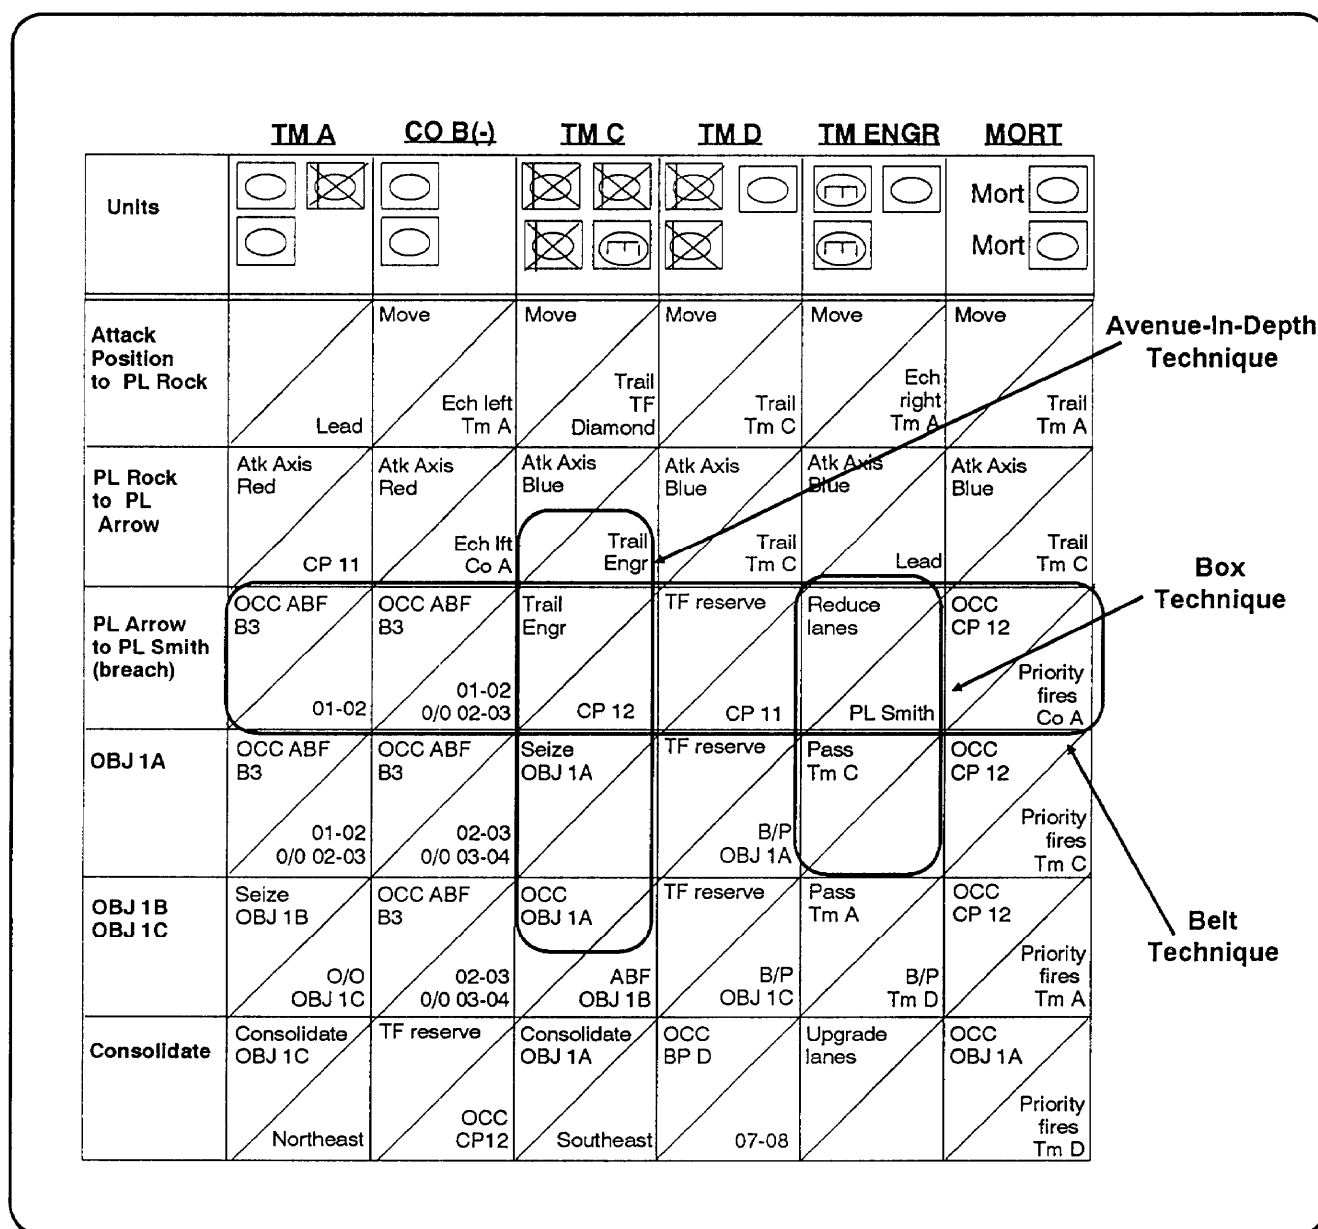 TM A CO B(-) TM C TM D TM ENGR MORT
Units
Mort
Mort
Attack
Position
to PL Rock
Lead
Move
Ech left
Tm A
Move
Trail
TF
Diamond
Move
Trail
Tm C
Move
Ech
right
Tm A
Move
Trail
Tm A
Avenue-In-Depth
Technique
PL Rock
to PL
Arrow
Atk Axis
Red
CP 11
Atk Axis
Red
Ech lft
Co A
Atk Axis
Blue
Trail
Engr
Atk Axis
Blue
Trail
Tm C
Atk Axis
Blue
Lead
Atk Axis
Blue
Trail
Tm C
Box
Technique
PL Arrow
to PL Smith
(breach)
OCC ABF
B3
01-02
OCC ABF
B3
01-02
0/0 02-03
Trail
Engr
CP 12
TF reserve
CP 11
Reduce
lanes
PL Smith
OCC
CP 12
Priority
fires
Co A
OBJ 1A
OCC ABF
B3
01-02
0/0 02-03
OCC ABF
B3
02-03
0/0 03-04
Seize
OBJ 1A
TF reserve
B/P
OBJ 1A
Pass
Tm C
OCC
CP 12
Priority
fires
Tm C
Belt
Technique
OBJ 1B
OBJ 1C
Seize
OBJ 1B
O/O
OBJ 1C
OCC ABF
B3
02-03
0/0 03-04
OCC
OBJ 1A
ABF
OBJ 1B
TF reserve
B/P
OBJ 1C
Pass
Tm A
B/P
Tm D
OCC
CP 12
Priority
fires
Tm A
Consolidate
Consolidate
OBJ 1C
Northeast
TF reserve
OCC
CP12
Consolidate
OBJ 1A
Southeast
OCC
BP D
07-08
Upgrade
lanes
OCC
OBJ 1A
Priority
fires
Tm D